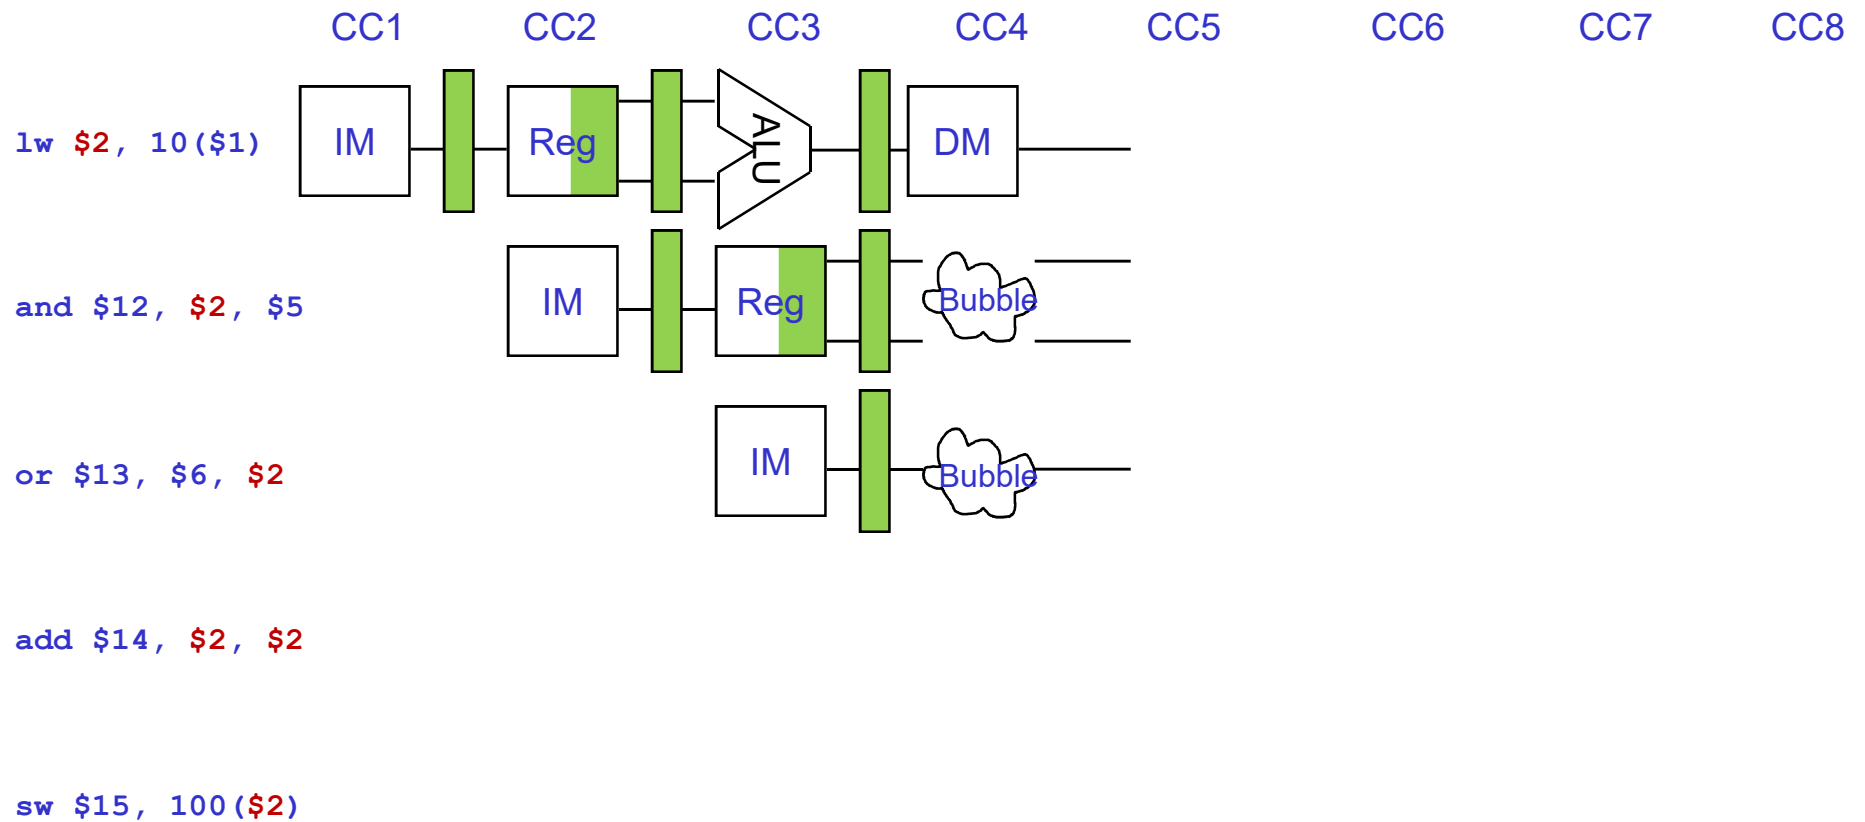 CC1 CC2 CC3 CC4 CC5 CC6 CC7 CC8
lw $2, 10($1) IM Reg ALU DM
and $12, $2, $5 IM Reg Bubble
or $13, $6, $2 IM Bubble
add $14, $2, $2
sw $15, 100($2)